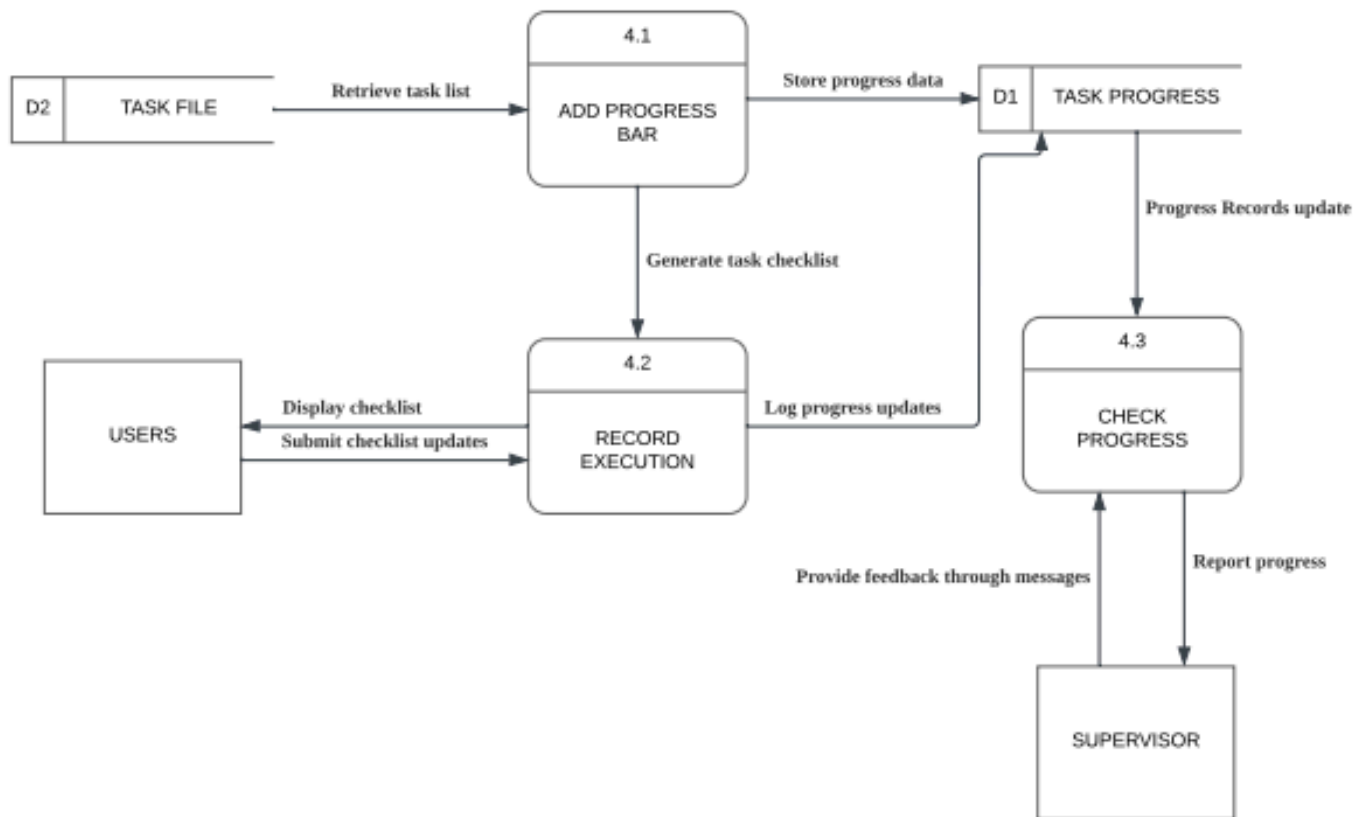 4.1
ADD PROGRESS
BAR
D2
TASK FILE
Retrieve task list
Store progress data
D1
TASK PROGRESS
Progress Records update
Generate task checklist
4.2
RECORD
EXECUTION
USERS
Display checklist
Submit checklist updates
Log progress updates
4.3
CHECK
PROGRESS
Provide feedback through messages
Report progress
SUPERVISOR